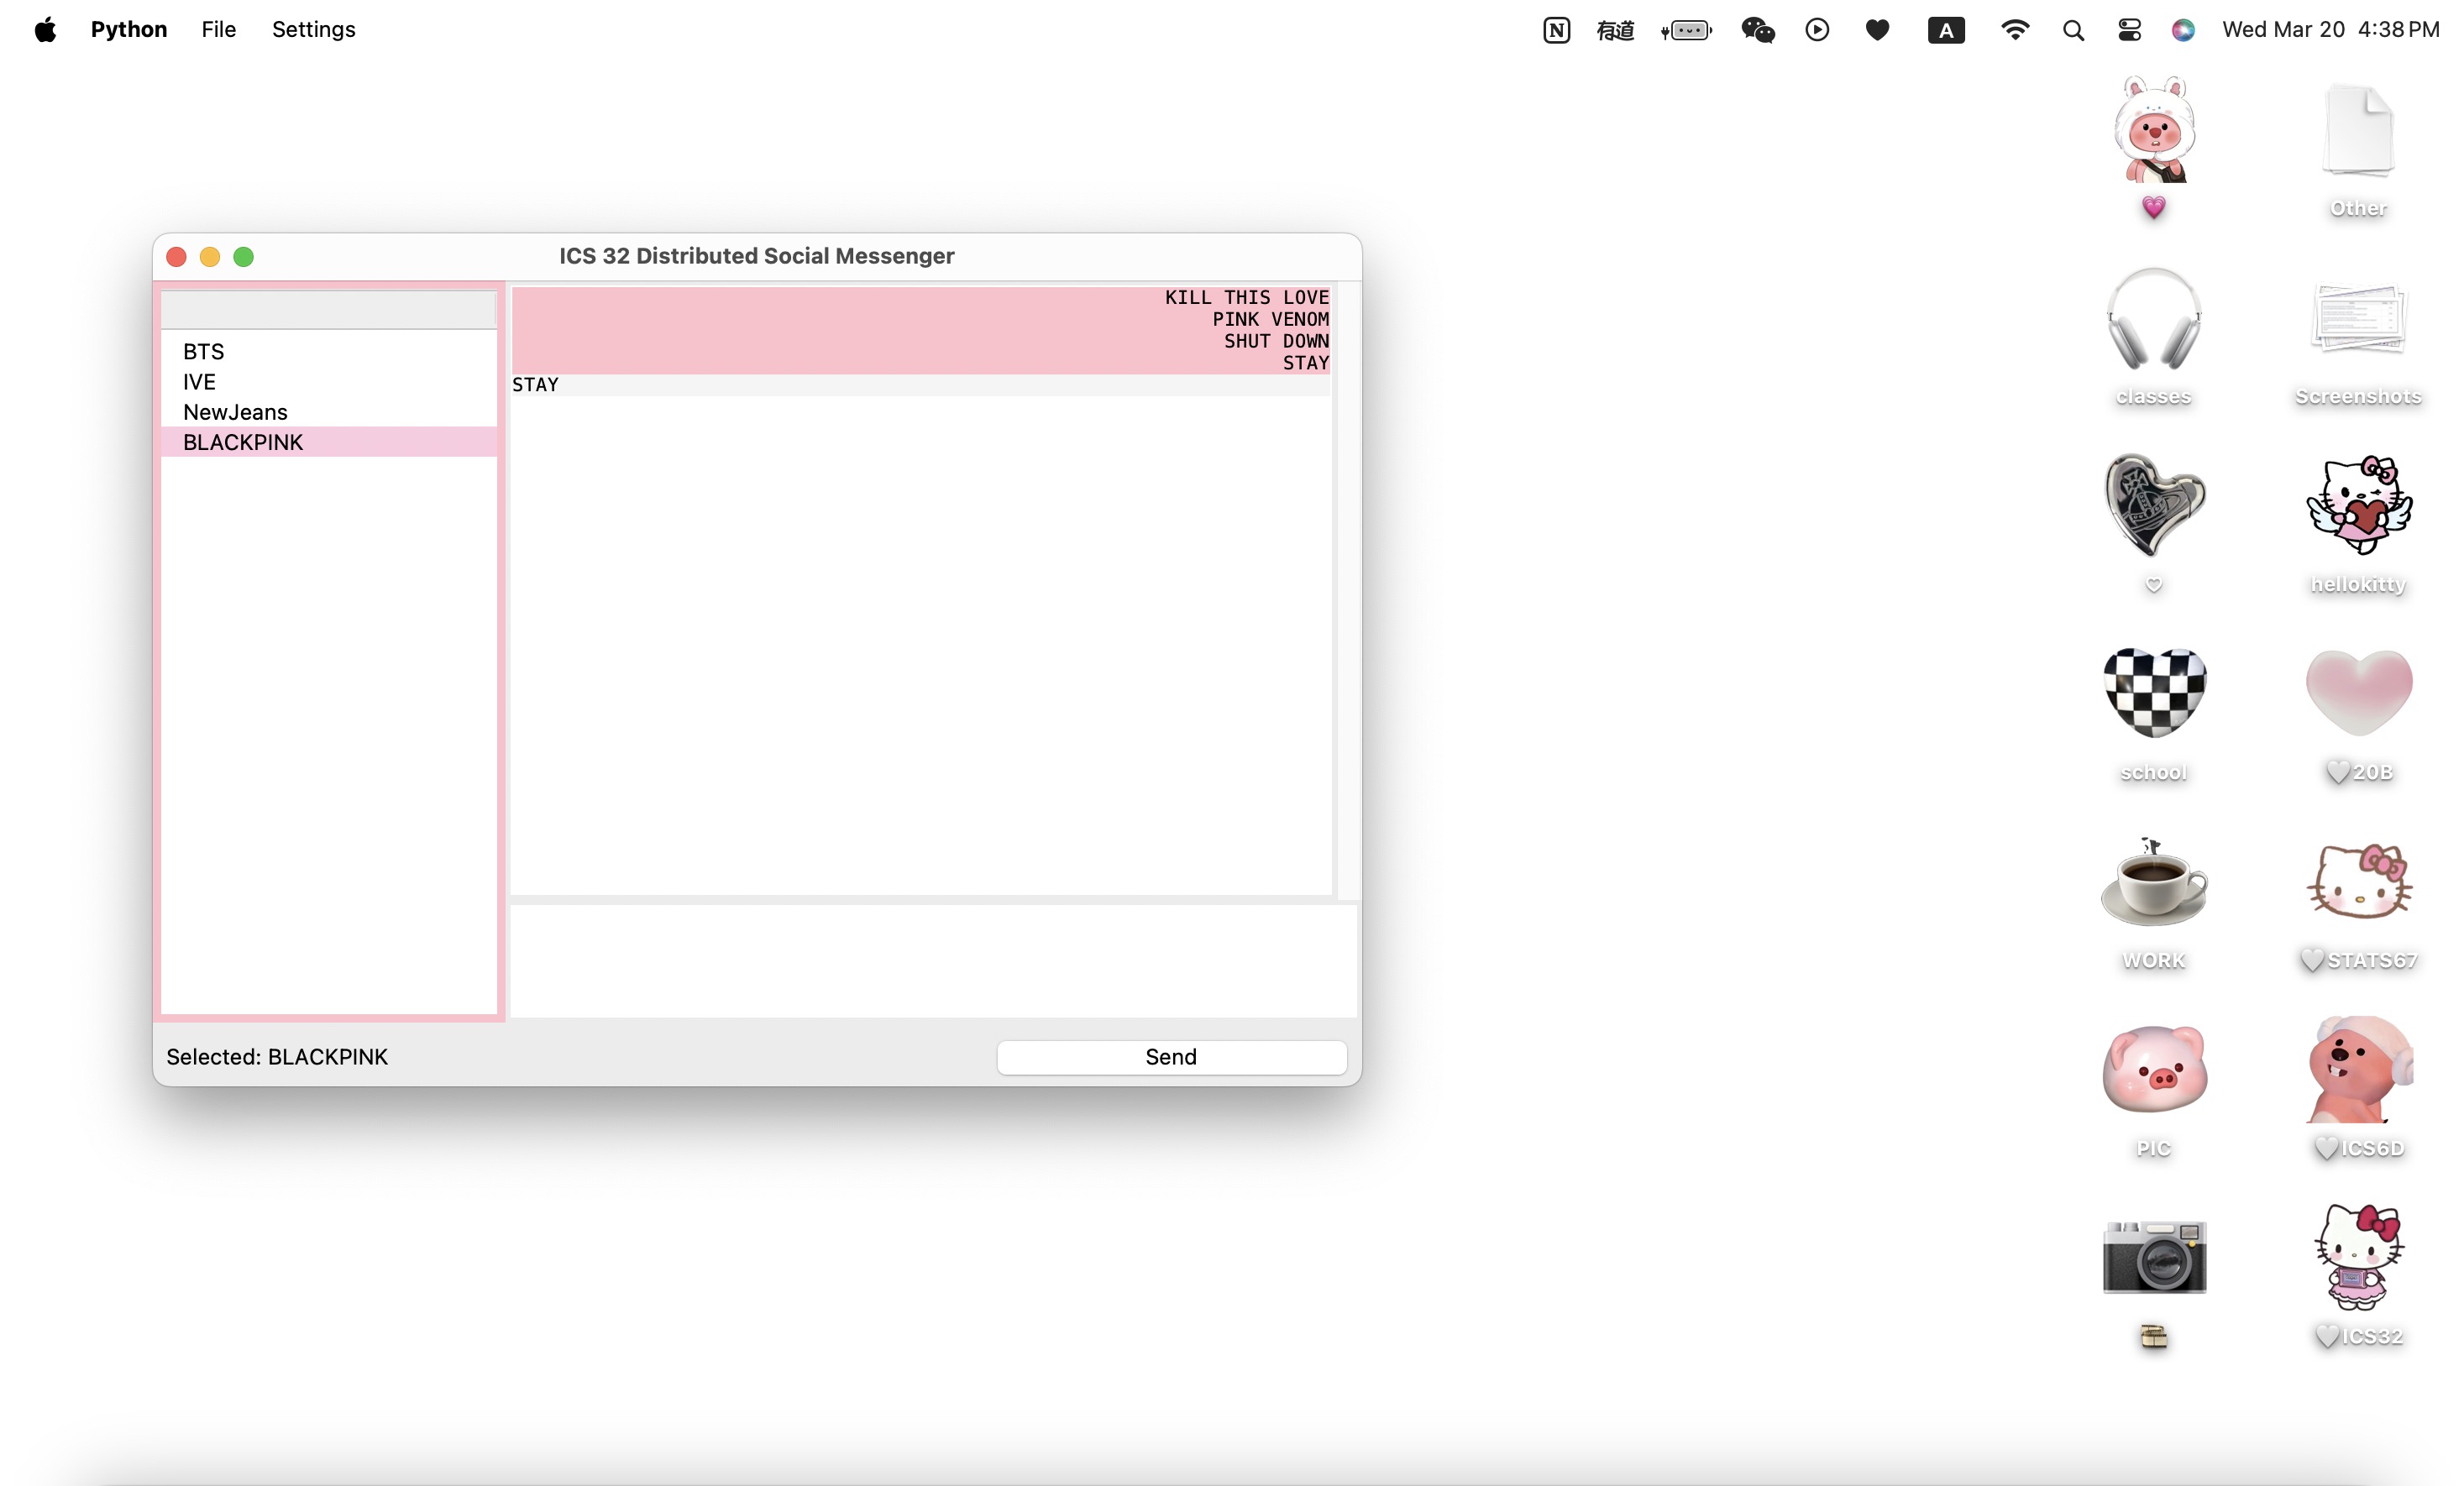 Python File Settings N 有道 A Wed Mar 20 4:38 PM
ICS 32 Distributed Social Messenger
BTS
IVE
NewJeans
BLACKPINK
KILL THIS LOVE
PINK VENOM
SHUT DOWN
STAY
STAY
Selected: BLACKPINK
Send
Other
classes
Screenshots
hellokitty
school
🤍20B
WORK
🤍STATS67
PIC
🤍ICS6D
🤍ICS32